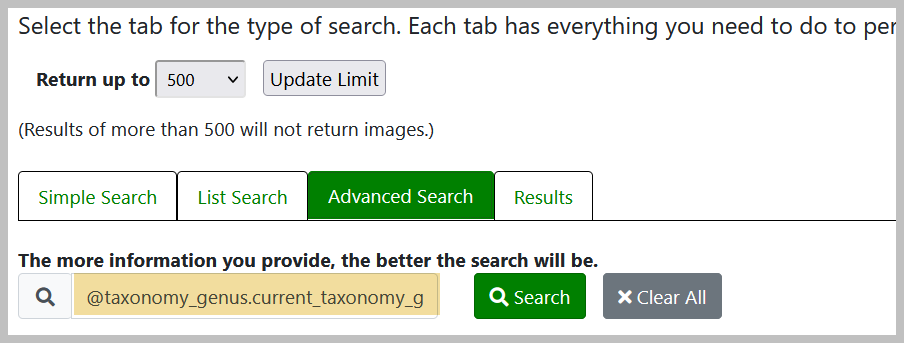 Select the tab for the type of search. Each tab has everything you need to do to per
Return up to 500 Update Limit
(Results of more than 500 will not return images.)
Simple Search List Search Advanced Search Results
The more information you provide, the better the search will be.
@taxonomy_genus.current_taxonomy_g Search Clear All